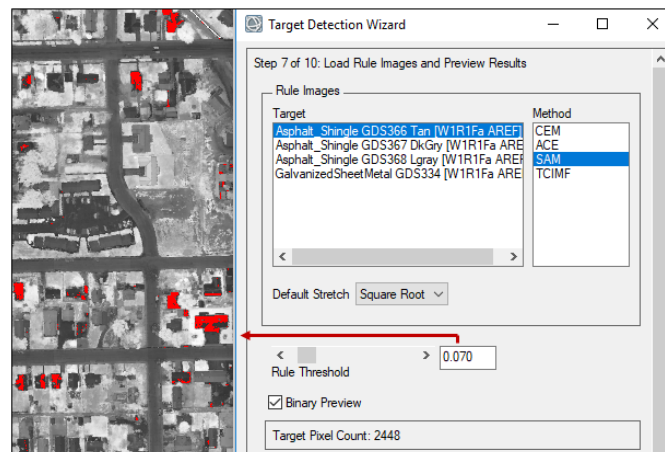 Target Detection Wizard
Step 7 of 10: Load Rule Images and Preview Results
Rule Images
Target
Method
Asphalt_Shingle GDS366 Tan [W1R1Fa AREF]
CEM
Asphalt_Shingle GDS367 DkGry [W1R1Fa ARE
ACE
Asphalt_Shingle GDS368 Lgray [W1R1Fa AREF
SAM
GalvanizedSheetMetal GDS334 [W1R1Fa ARE
TCIMF
Default Stretch Square Root
0.070
Rule Threshold
Binary Preview
Target Pixel Count: 2448